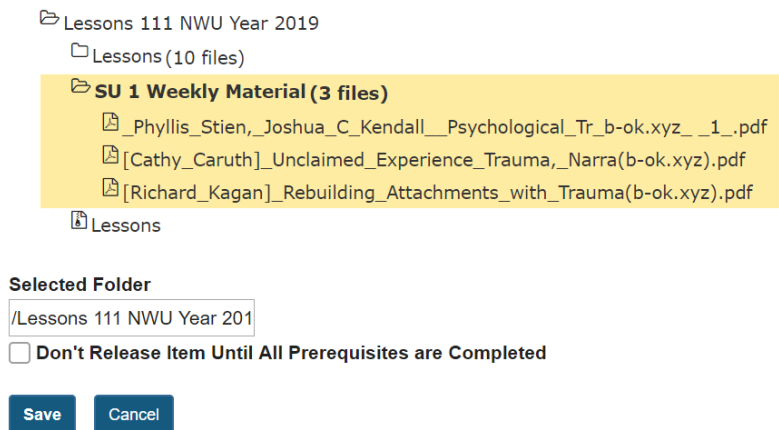 Lessons 111 NWU Year 2019
Lessons (10 files)
SU 1 Weekly Material (3 files)
_Phyllis_Stien,_Joshua_C_Kendall__Psychological_Tr_b-ok.xyz_ _1_.pdf
[Cathy_Caruth]_Unclaimed_Experience_Trauma,_Narra(b-ok.xyz).pdf
[Richard_Kagan]_Rebuilding_Attachments_with_Trauma(b-ok.xyz).pdf
Lessons
Selected Folder
/Lessons 111 NWU Year 201
Don't Release Item Until All Prerequisites are Completed
Save Cancel